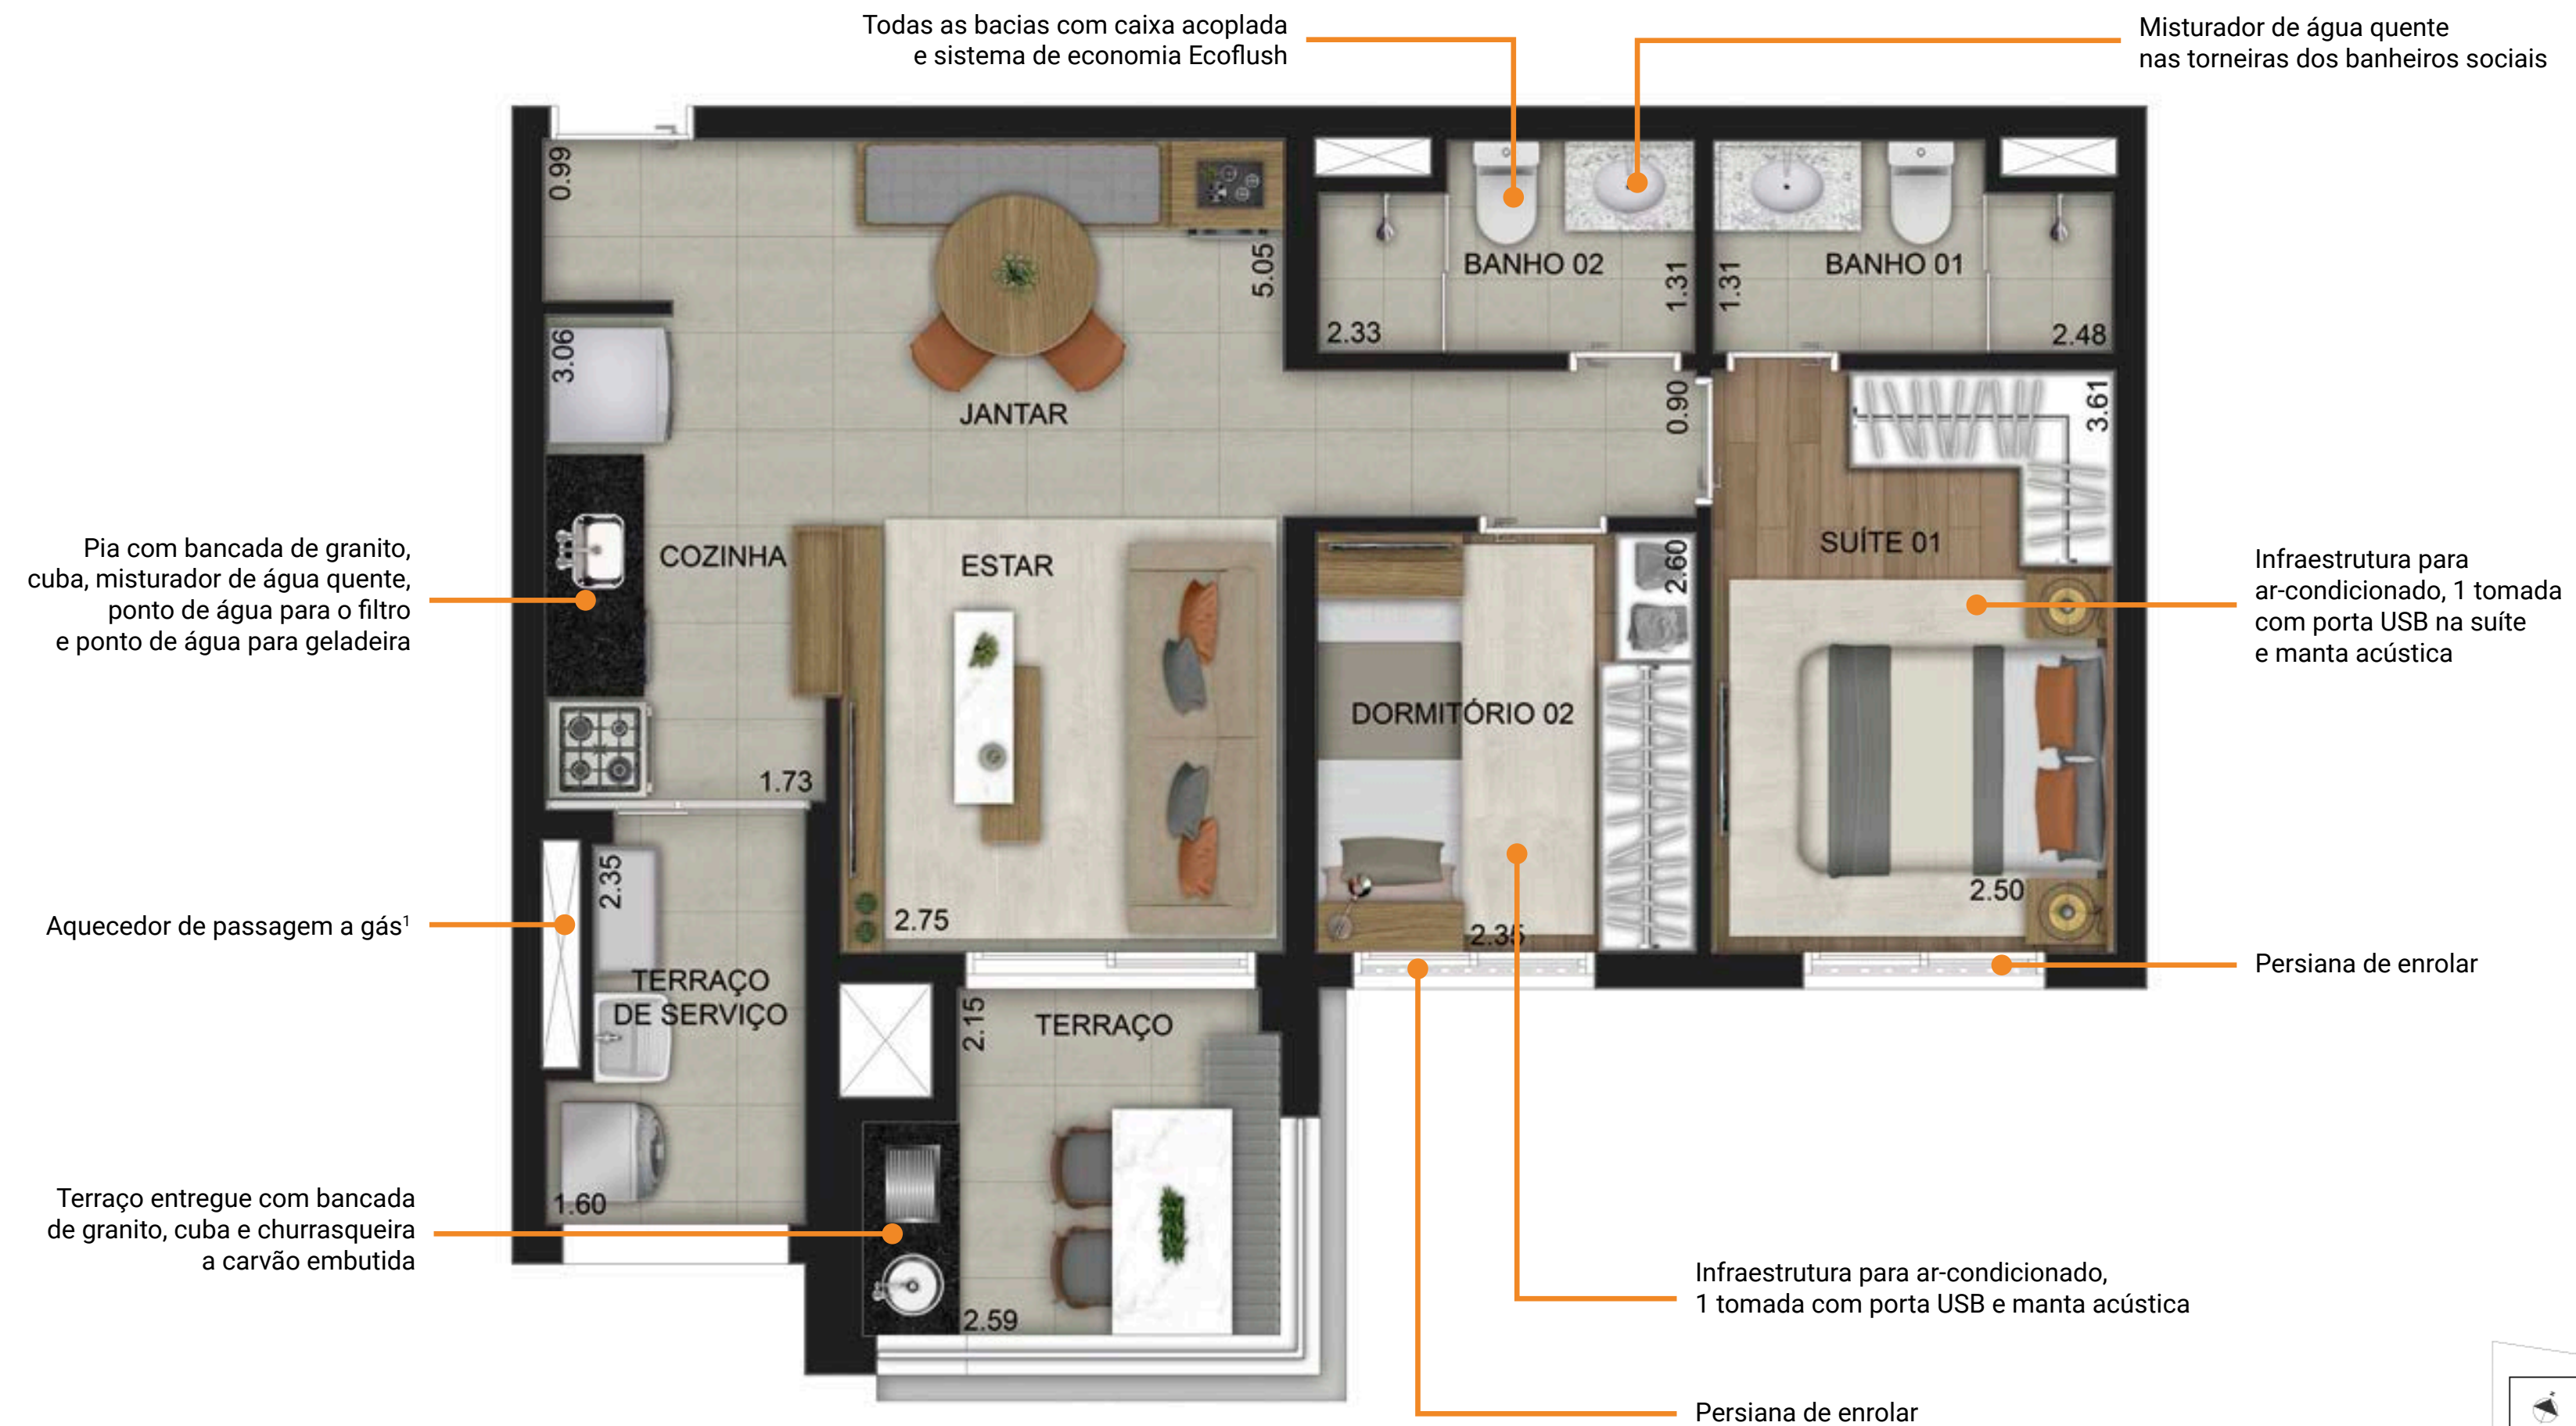 Todas as bacias com caixa acoplada
e sistema de economia Ecoflush
Misturador de água quente
nas torneiras dos banheiros sociais
0.99
5.05
BANHO 02
1.31
2.33
BANHO 01
1.31
2.48
3.06
JANTAR
0.90
3.61
Pia com bancada de granito,
cuba, misturador de água quente,
ponto de água para o filtro
e ponto de água para geladeira
COZINHA
ESTAR
2.60
SUÍTE 01
Infraestrutura para
ar-condicionado, 1 tomada
com porta USB na suíte
e manta acústica
DORMITÓRIO 02
1.73
2.35
2.75
2.35
2.50
Aquecedor de passagem a gás¹
Persiana de enrolar
TERRAÇO
DE SERVIÇO
2.15
TERRAÇO
1.60
2.59
Terraço entregue com bancada
de granito, cuba e churrasqueira
a carvão embutida
Infraestrutura para ar-condicionado,
1 tomada com porta USB e manta acústica
Persiana de enrolar